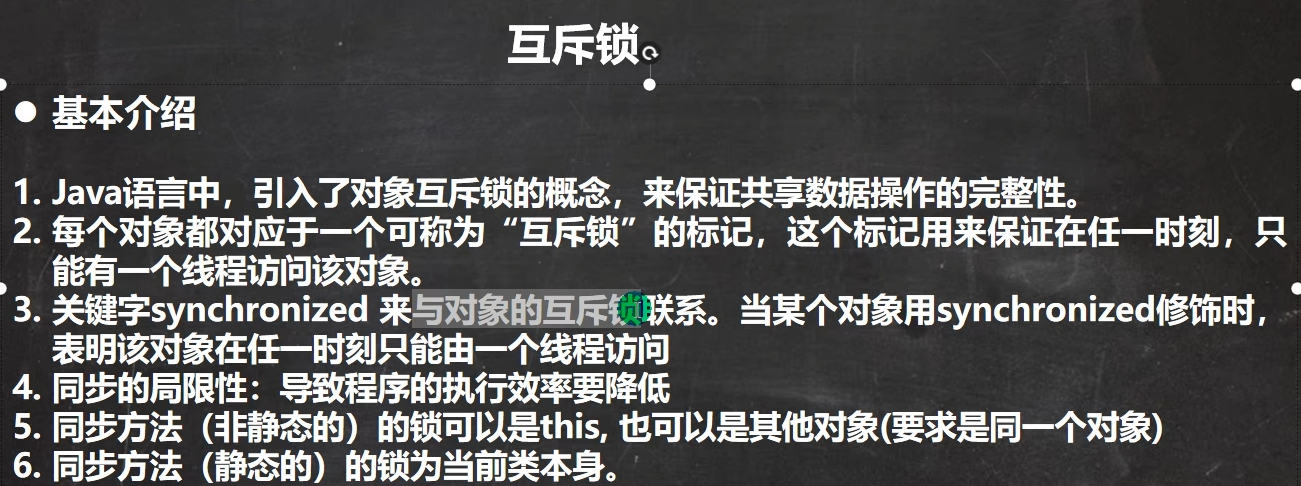 互斥锁
● 基本介绍
1. Java语言中，引入了对象互斥锁的概念，来保证共享数据操作的完整性。
2. 每个对象都对应于一个可称为“互斥锁”的标记，这个标记用来保证在任一时刻，只
能有一个线程访问该对象。
3. 关键字synchronized 来与对象的互斥锁联系。当某个对象用synchronized修饰时，
表明该对象在任一时刻只能由一个线程访问
4. 同步的局限性：导致程序的执行效率要降低
5. 同步方法（非静态的）的锁可以是this, 也可以是其他对象(要求是同一个对象)
6. 同步方法（静态的）的锁为当前类本身。